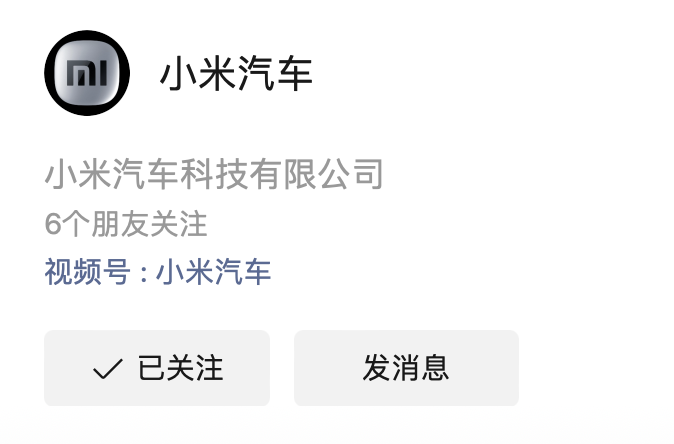 小米汽车
小米汽车科技有限公司
6个朋友关注
视频号：小米汽车
已关注
发消息